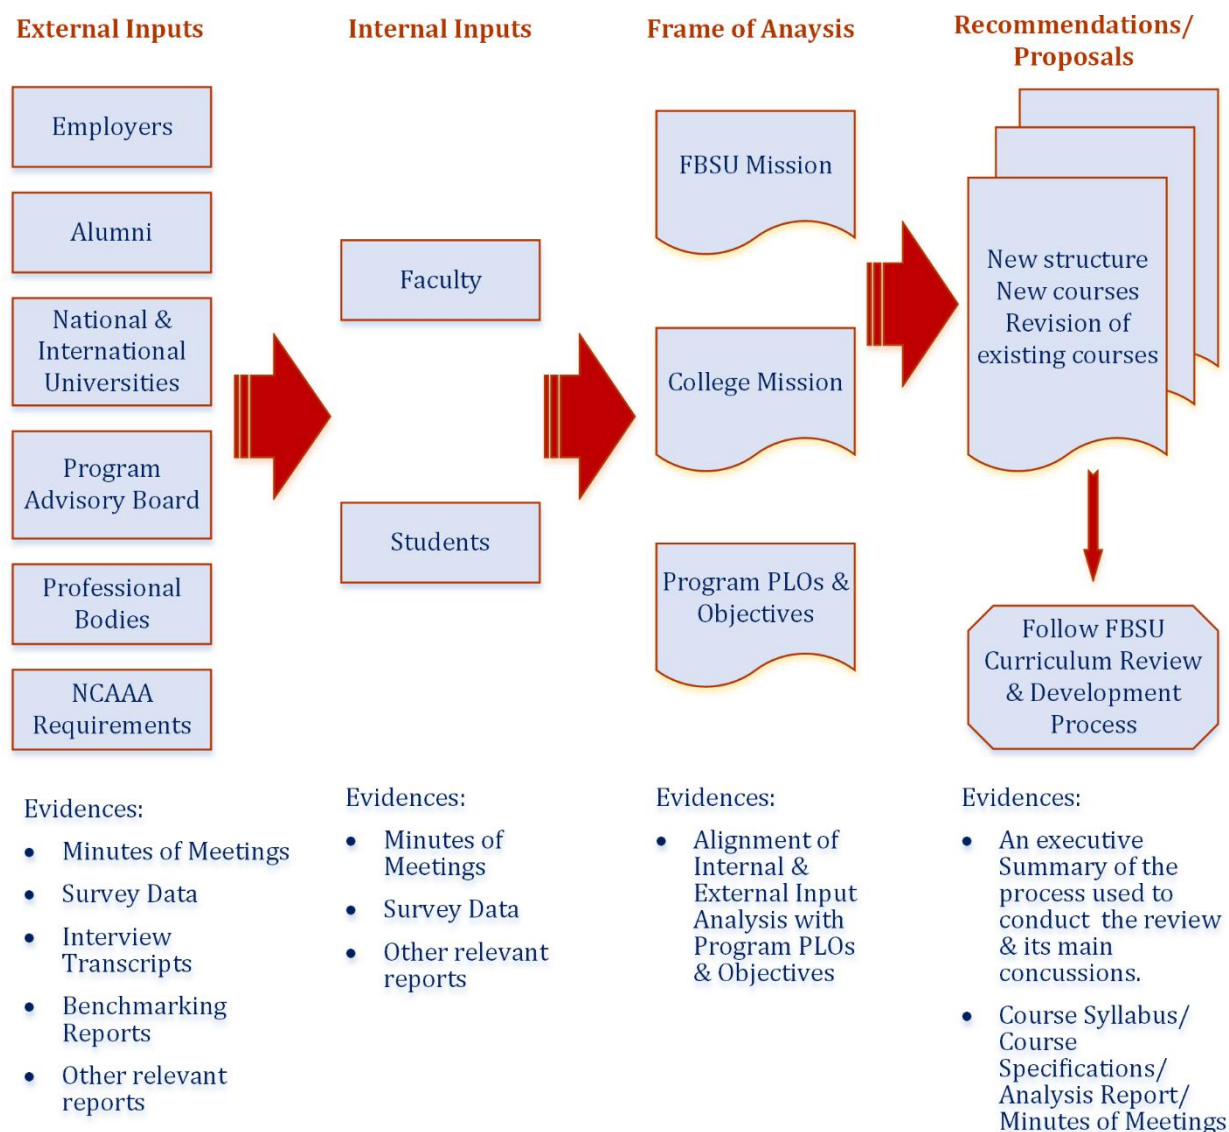 External Inputs
Internal Inputs
Frame of Anaysis
Recommendations/
Proposals
Employers
Alumni
National &
International
Universities
Program
Advisory Board
Professional
Bodies
NCAAA
Requirements
Faculty
Students
FBSU Mission
College Mission
Program PLOs &
Objectives
New structure
New courses
Revision of
existing courses
Follow FBSU
Curriculum Review
& Development
Process
Evidences:
• Minutes of Meetings
• Survey Data
• Interview
Transcripts
• Benchmarking
Reports
• Other relevant
reports
Evidences:
• Minutes of
Meetings
• Survey Data
• Other relevant
reports
Evidences:
• Alignment of
Internal &
External Input
Analysis with
Program PLOs
& Objectives
Evidences:
• An executive
Summary of the
process used to
conduct the review
& its main
concussions.
• Course Syllabus/
Course
Specifications/
Analysis Report/
Minutes of Meetings